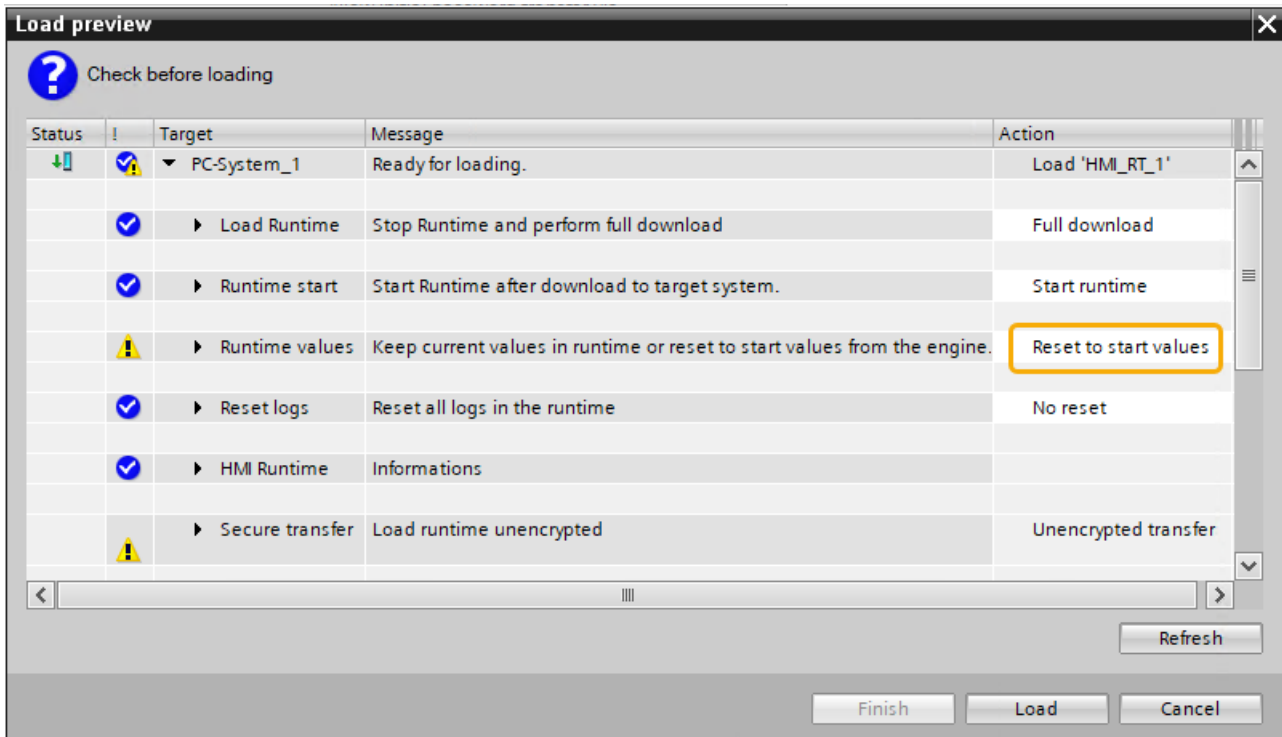 Load preview
Check before loading
Status ! Target Message Action
PC-System_1 Ready for loading. Load 'HMI_RT_1'
Load Runtime Stop Runtime and perform full download Full download
Runtime start Start Runtime after download to target system. Start runtime
Runtime values Keep current values in runtime or reset to start values from the engine. Reset to start values
Reset logs Reset all logs in the runtime No reset
HMI Runtime Informations
Secure transfer Load runtime unencrypted Unencrypted transfer
Refresh
Finish Load Cancel